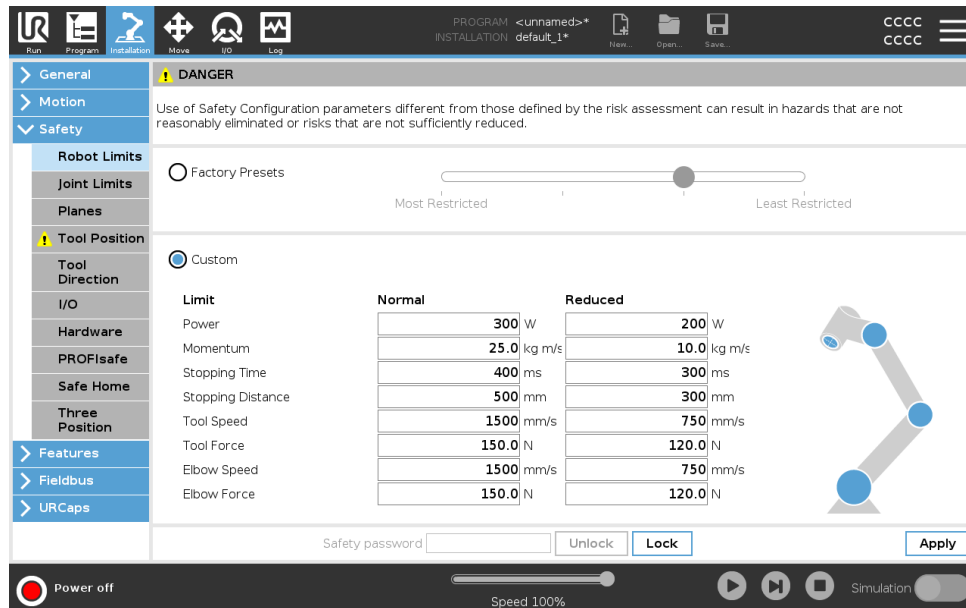 UR
Run
Program
Installation
Move
I/O
Log
PROGRAM <unnamed>*
INSTALLATION default_1*
New...
Open...
Save...
CCCC
CCCC
General
Motion
Safety
Robot Limits
Joint Limits
Planes
Tool Position
Tool
Direction
I/O
Hardware
PROFIsafe
Safe Home
Three
Position
Features
Fieldbus
URCaps
DANGER
Use of Safety Configuration parameters different from those defined by the risk assessment can result in hazards that are not
reasonably eliminated or risks that are not sufficiently reduced.
Factory Presets
Most Restricted Least Restricted
Custom
Limit Normal Reduced
Power 300 W 200 W
Momentum 25.0 kg m/s 10.0 kg m/s
Stopping Time 400 ms 300 ms
Stopping Distance 500 mm 300 mm
Tool Speed 1500 mm/s 750 mm/s
Tool Force 150.0 N 120.0 N
Elbow Speed 1500 mm/s 750 mm/s
Elbow Force 150.0 N 120.0 N
Safety password Unlock Lock Apply
Power off
Speed 100%
Simulation